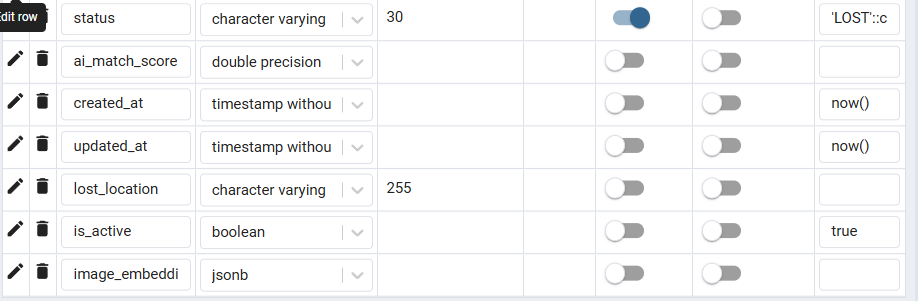 Edit row status character varying 30 'LOST'::c
ai_match_score double precision
created_at timestamp withou now()
updated_at timestamp withou now()
lost_location character varying 255
is_active boolean true
image_embeddi jsonb